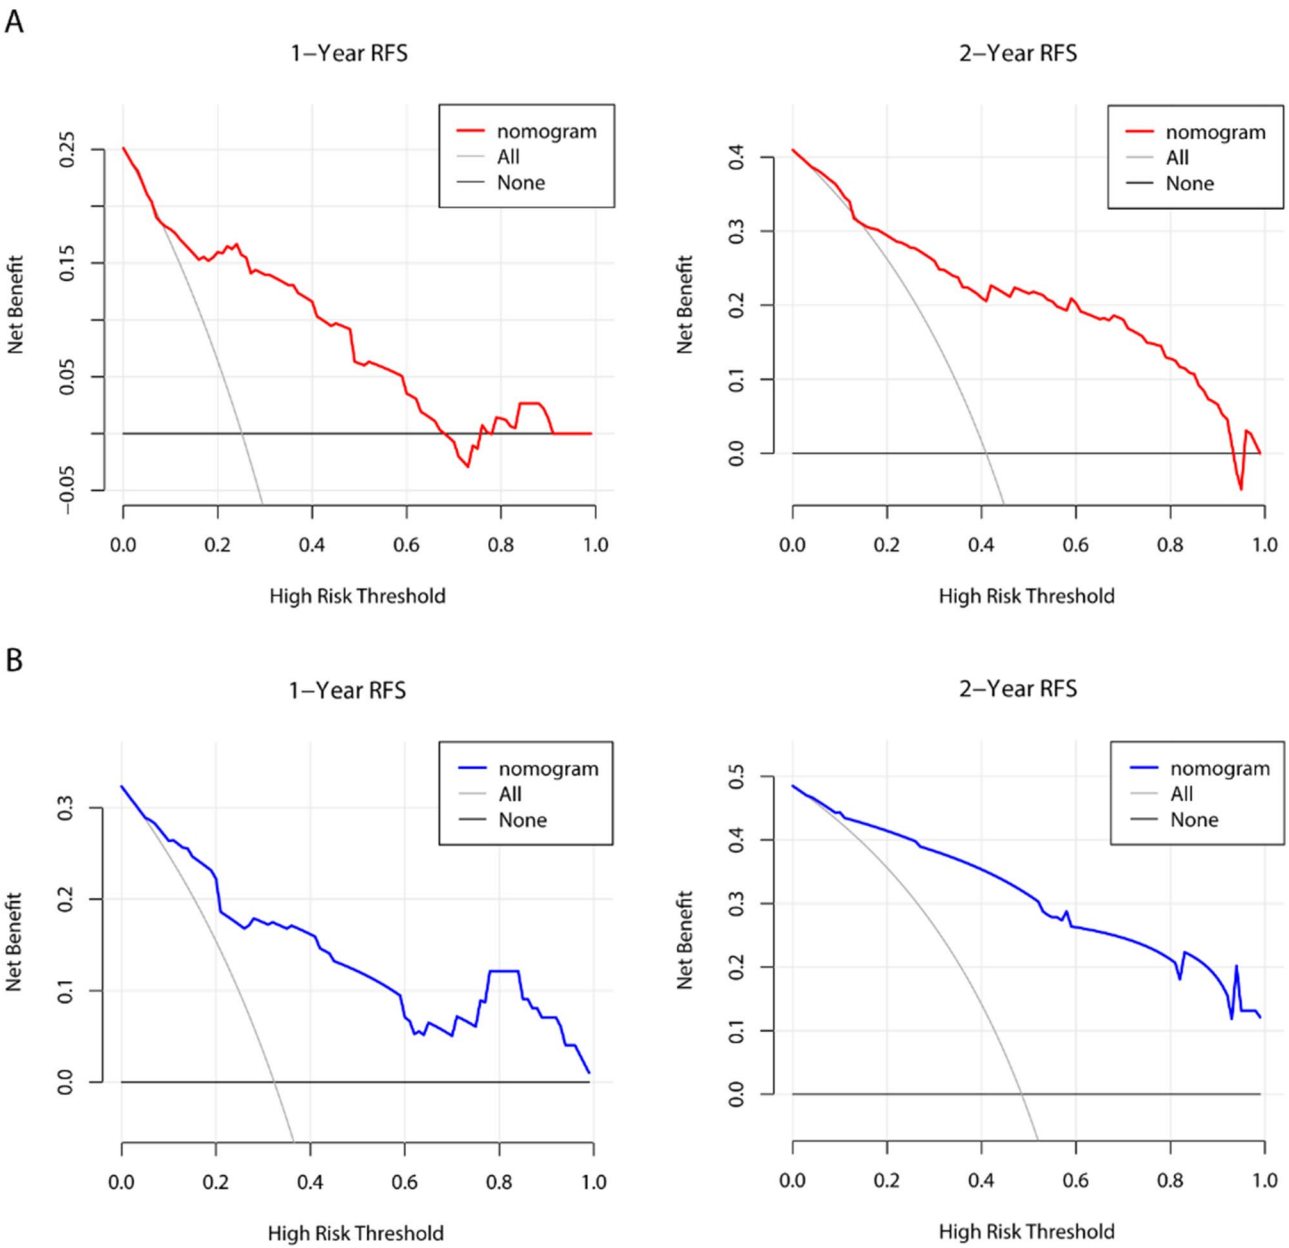 A
1−Year RFS
nomogram
All
None
Net Benefit
0.25
0.15
0.05
−0.05
0.0 0.2 0.4 0.6 0.8 1.0
High Risk Threshold
2−Year RFS
nomogram
All
None
Net Benefit
0.4
0.3
0.2
0.1
0.0
0.0 0.2 0.4 0.6 0.8 1.0
High Risk Threshold
B
1−Year RFS
nomogram
All
None
Net Benefit
0.3
0.2
0.1
0.0
0.0 0.2 0.4 0.6 0.8 1.0
High Risk Threshold
2−Year RFS
nomogram
All
None
Net Benefit
0.5
0.4
0.3
0.2
0.1
0.0
0.0 0.2 0.4 0.6 0.8 1.0
High Risk Threshold